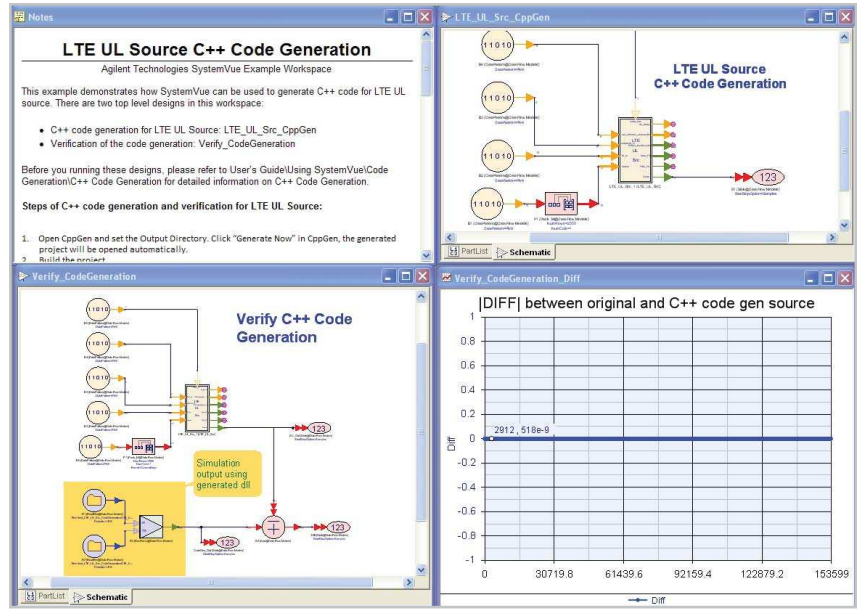 Notes
LTE UL Source C++ Code Generation
Agilent Technologies SystemVue Example Workspace
This example demonstrates how SystemVue can be used to generate C++ code for LTE UL
source. There are two top level designs in this workspace:
C++ code generation for LTE UL Source: LTE_UL_Src_CppGen
Verification of the code generation: Verify_CodeGeneration
Before you running these designs, please refer to User's Guide\Using SystemVue\Code
Generation\C++ Code Generation for detailed information on C++ Code Generation.
Steps of C++ code generation and verification for LTE UL Source:
1. Open CppGen and set the Output Directory. Click "Generate Now" in CppGen, the generated
project will be opened automatically.
2. Build the project
LTE_UL_Src_CppGen
11010
11010
11010
11010
LTE UL Source
C++ Code Generation
LTE
UL
Src
123
PartList
Schematic
Verify_CodeGeneration
11010
11010
11010
11010
11010
Verify C++ Code
Generation
123
Simulation
output using
generated dll
123
123
PartList
Schematic
Verify_CodeGeneration_Diff
|DIFF| between original and C++ code gen source
1
0.8
0.6
0.4
0.2
0
-0.2
-0.4
-0.6
-0.8
-1
Diff
2912, 518e-9
0
30719.8
61439.6
92159.4
122879.2
153599
Diff